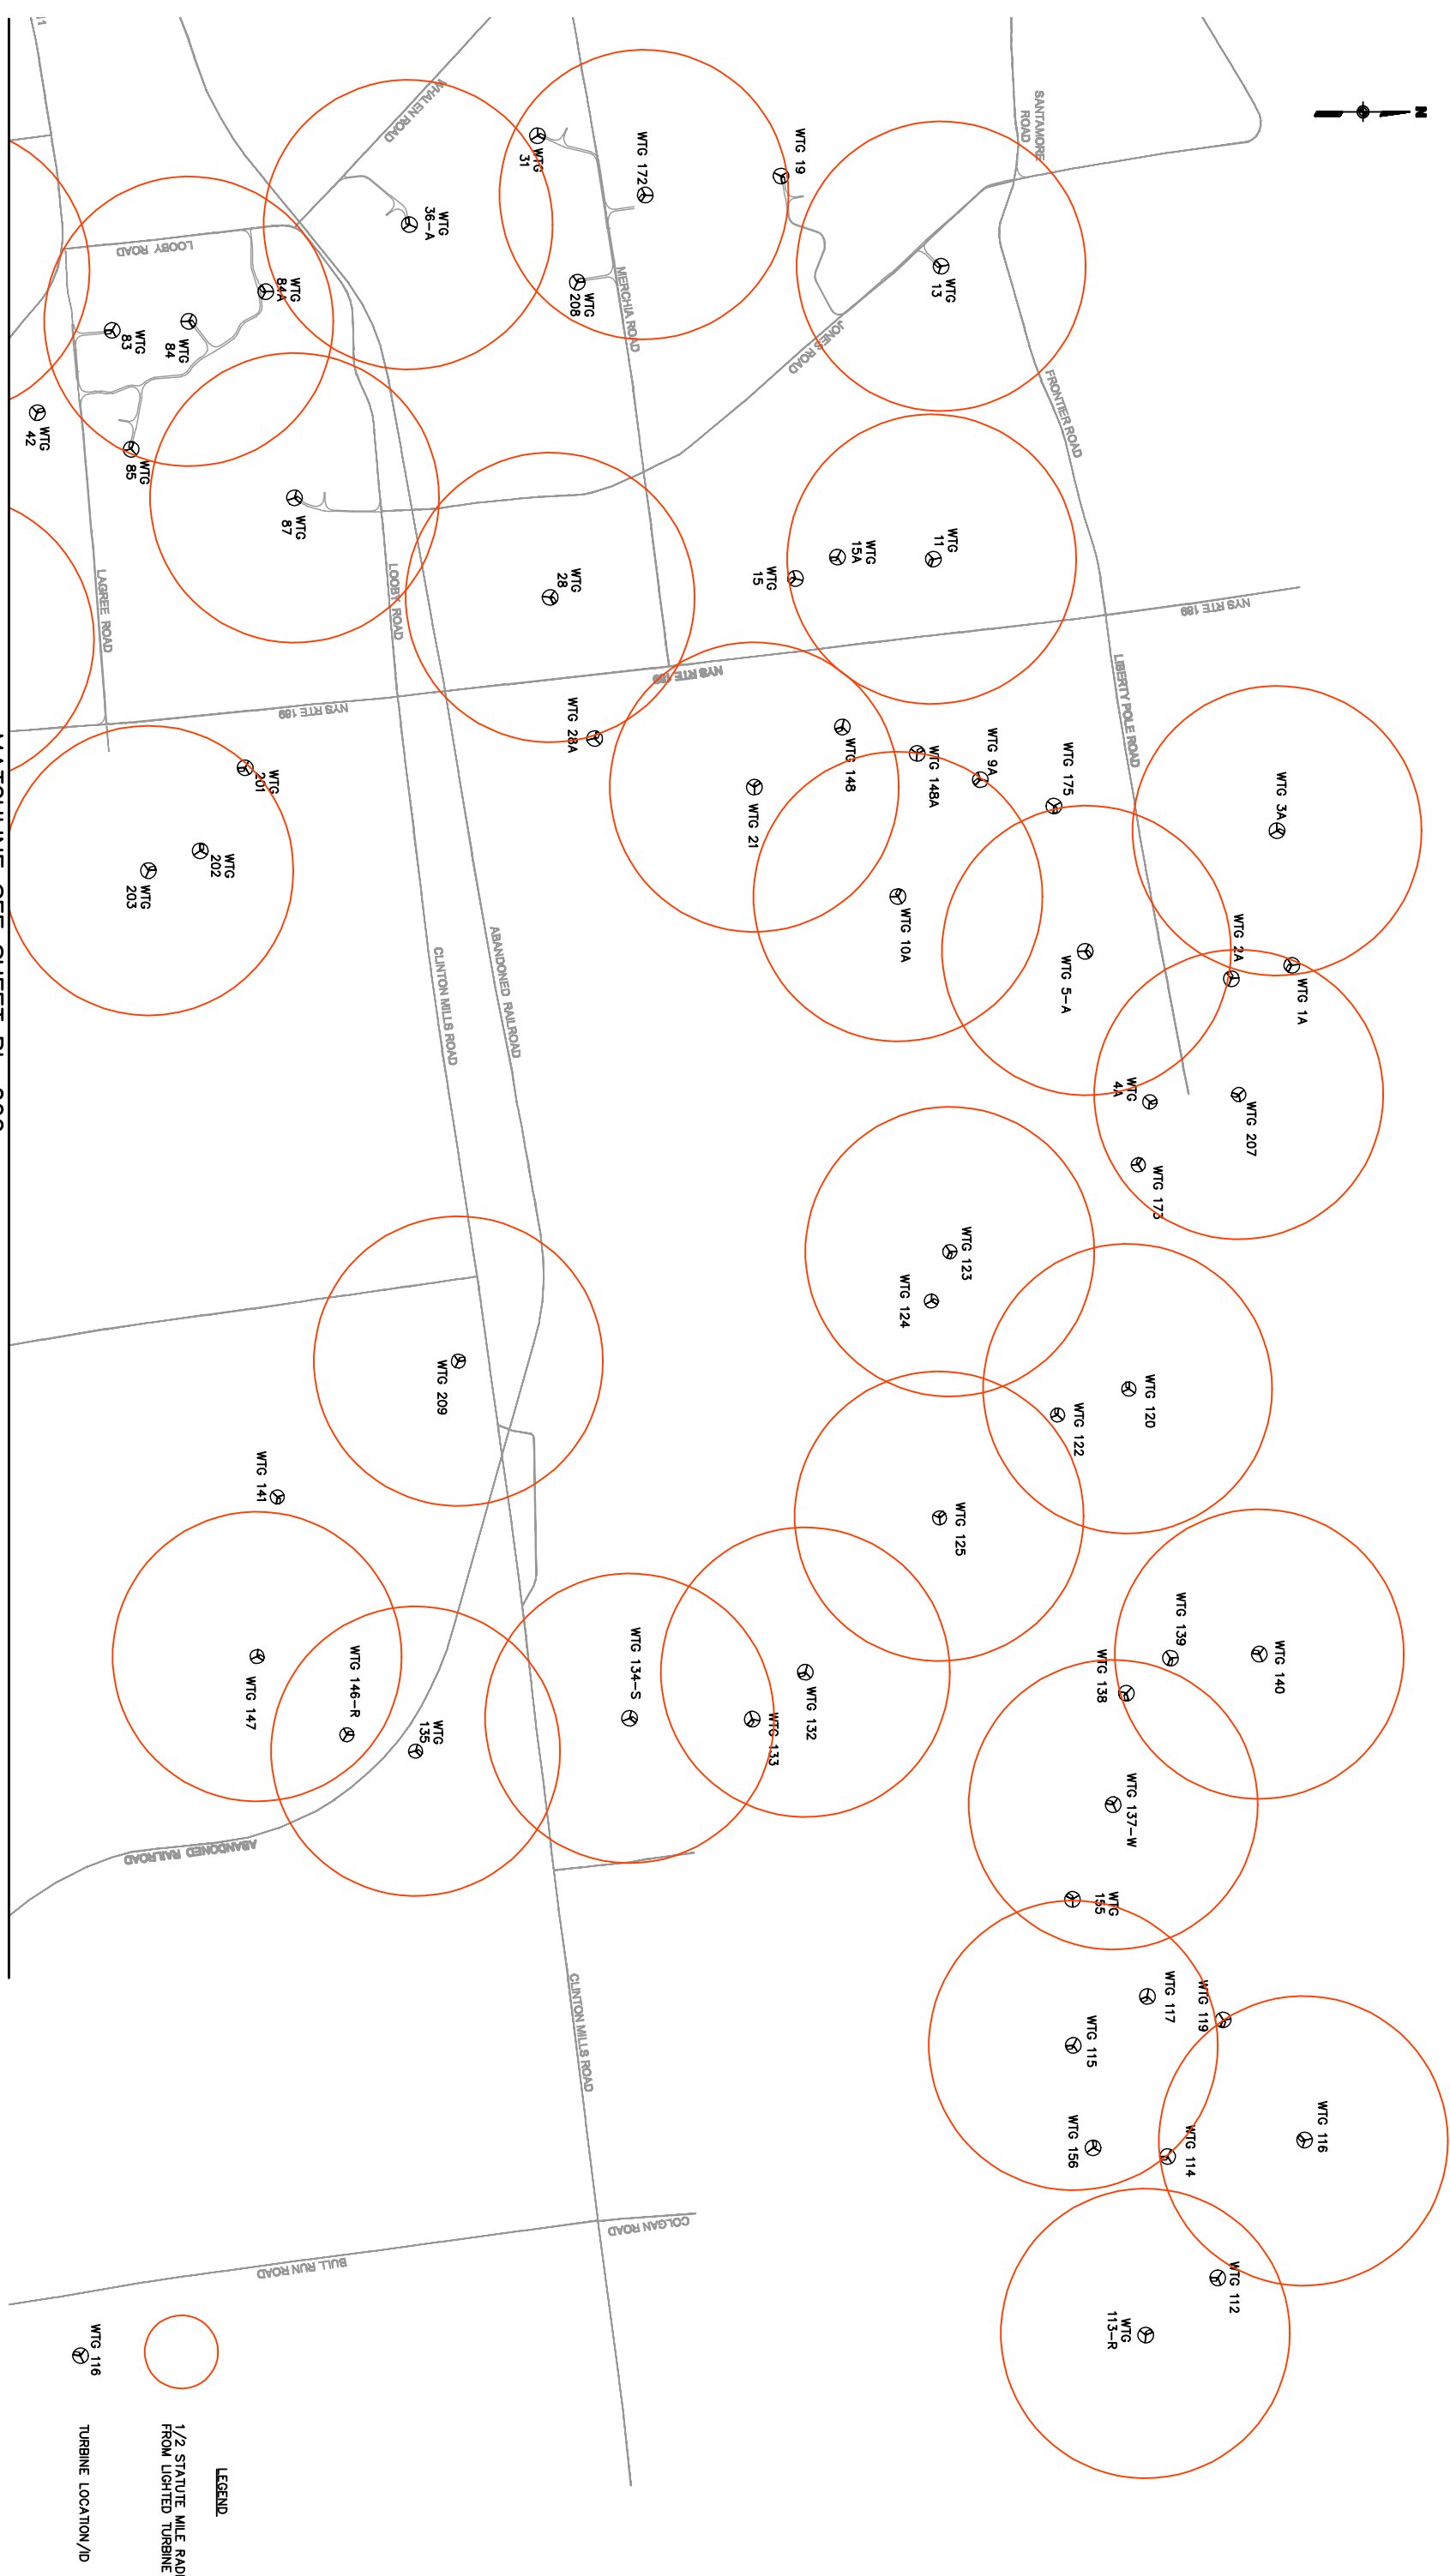 N
SANTAMORE
ROAD
WHALEN ROAD
WTG 172
WTG
31
WTG 19
WTG
36-A
WTG
13
LOOBY ROAD
WTG
84A
WTG
208
MERCHIA ROAD
JONES ROAD
WTG
83
WTG
84
FRONTIER ROAD
WTG
42
WTG
85
WTG
87
WTG
28
WTG
15A
WTG
15
WTG
11
LAGREE ROAD
LOOBY ROAD
NYS RTE 189
NYS RTE 189
NYS RTE 189
LIBERTY POLE ROAD
WTG 28A
WTG 148
WTG 148A
WTG 9A
WTG 175
WTG 3A
WTG
201
WTG
202
WTG
203
WTG 21
WTG 10A
WTG 5-A
WTG 2A
WTG 1A
CLINTON MILLS ROAD
ABANDONED RAILROAD
WTG
4A
WTG 207
WTG 173
WTG 123
WTG 124
WTG 209
WTG 120
WTG 122
WTG 141
WTG 125
WTG 147
WTG 146-R
WTG
135
WTG 134-S
WTG 132
WTG 133
WTG 139
WTG 138
WTG 140
WTG 137-W
ABANDONED RAILROAD
WTG
155
CLINTON MILLS ROAD
WTG 117
WTG 119
WTG 115
WTG 156
WTG 114
WTG 116
COLGAN ROAD
BULL RUN ROAD
WTG 112
WTG
113-R
LEGEND
1/2 STATUTE MILE
FROM LIGHTED TURBINE
WTG 116
TURBINE LOCATION/ID